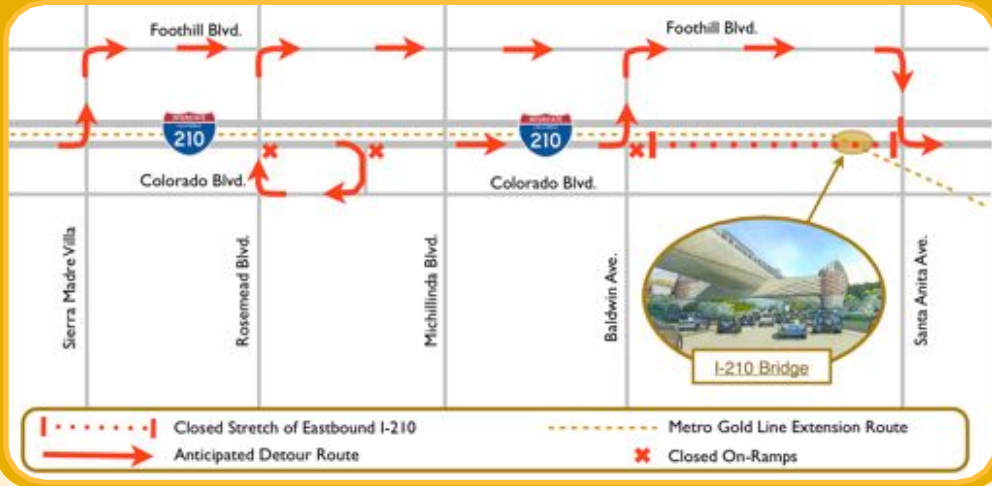 Foothill Blvd.
Foothill Blvd.
INTERSTATE
CALIFORNIA
210
INTERSTATE
CALIFORNIA
210
Colorado Blvd.
Colorado Blvd.
Sierra Madre Villa
Rosemead Blvd.
Michillinda Blvd.
Baldwin Ave.
Santa Anita Ave.
I-210 Bridge
Closed Stretch of Eastbound I-210
Metro Gold Line Extension Route
Anticipated Detour Route
Closed On-Ramps